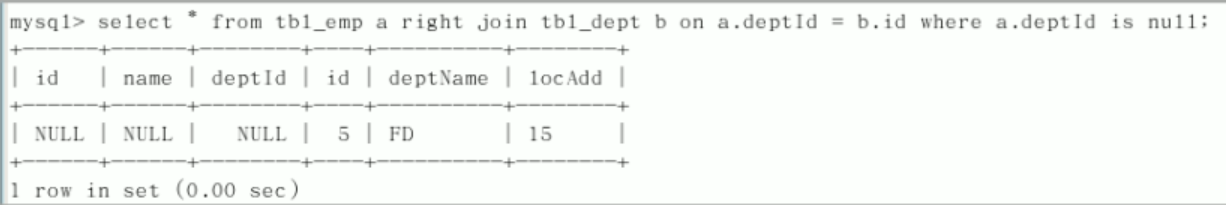 mysql> select * from tbl_emp a right join tbl_dept b on a.deptId = b.id where a.deptId is null;
+------+------+--------+----+----------+--------+
| id   | name | deptId | id | deptName | locAdd |
+------+------+--------+----+----------+--------+
| NULL | NULL |   NULL |  5 | FD       | 15     |
+------+------+--------+----+----------+--------+
1 row in set (0.00 sec)